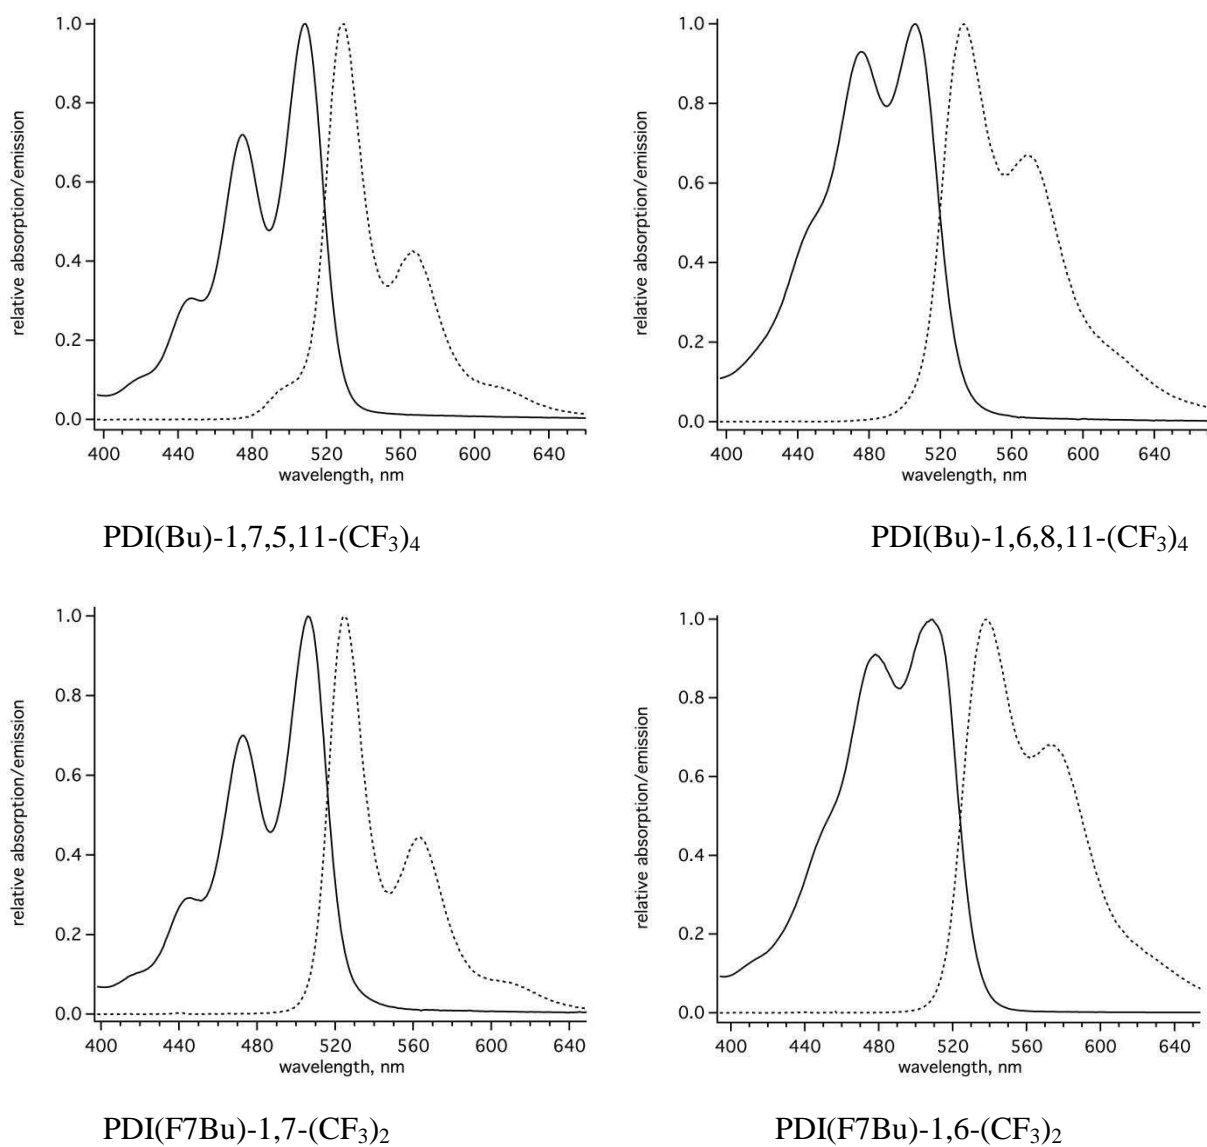 1.0
0.8
0.6
0.4
0.2
0.0
relative absorption/emission
400 440 480 520 560 600 640
wavelength, nm
PDI(Bu)-1,7,5,11-(CF₃)₄
1.0
0.8
0.6
0.4
0.2
0.0
relative absorption/emission
400 440 480 520 560 600 640
wavelength, nm
PDI(Bu)-1,6,8,11-(CF₃)₄
1.0
0.8
0.6
0.4
0.2
0.0
relative absorption/emission
400 440 480 520 560 600 640
wavelength, nm
PDI(F7Bu)-1,7-(CF₃)₂
1.0
0.8
0.6
0.4
0.2
0.0
relative absorption/emission
400 440 480 520 560 600 640
wavelength, nm
PDI(F7Bu)-1,6-(CF₃)₂